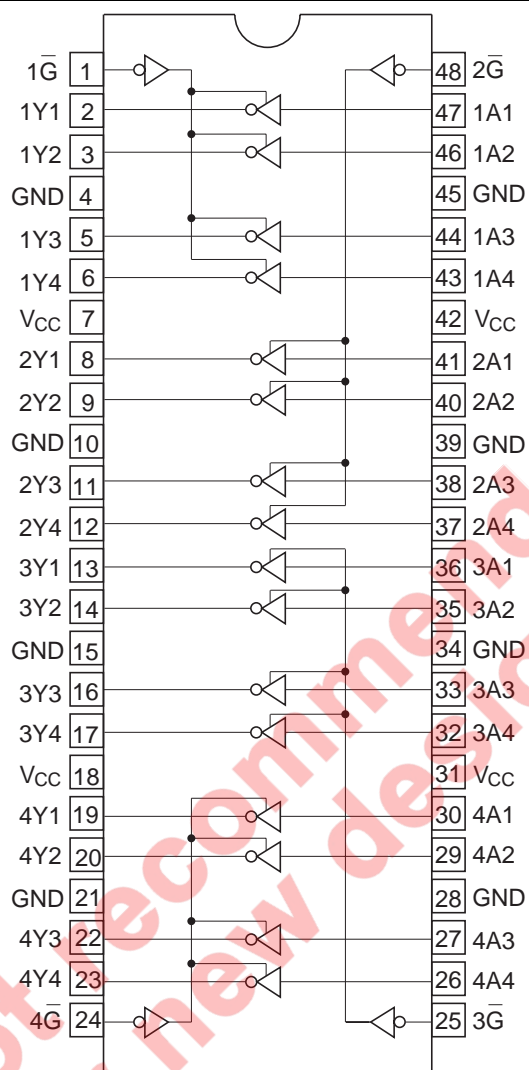 1G̅ 1 48 2G̅
1Y1 2 47 1A1
1Y2 3 46 1A2
GND 4 45 GND
1Y3 5 44 1A3
1Y4 6 43 1A4
VCC 7 42 VCC
2Y1 8 41 2A1
2Y2 9 40 2A2
GND 10 39 GND
2Y3 11 38 2A3
2Y4 12 37 2A4
3Y1 13 36 3A1
3Y2 14 35 3A2
GND 15 34 GND
3Y3 16 33 3A3
3Y4 17 32 3A4
VCC 18 31 VCC
4Y1 19 30 4A1
4Y2 20 29 4A2
GND 21 28 GND
4Y3 22 27 4A3
4Y4 23 26 4A4
4G̅ 24 25 3G̅
recommend
new